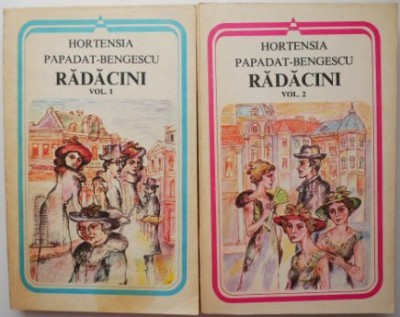 HORTENSIA
PAPADAT-BENGESCU
RĂDĂCINI
VOL. 1
HORTENSIA
PAPADAT-BENGESCU
RĂDĂCINI
VOL. 2